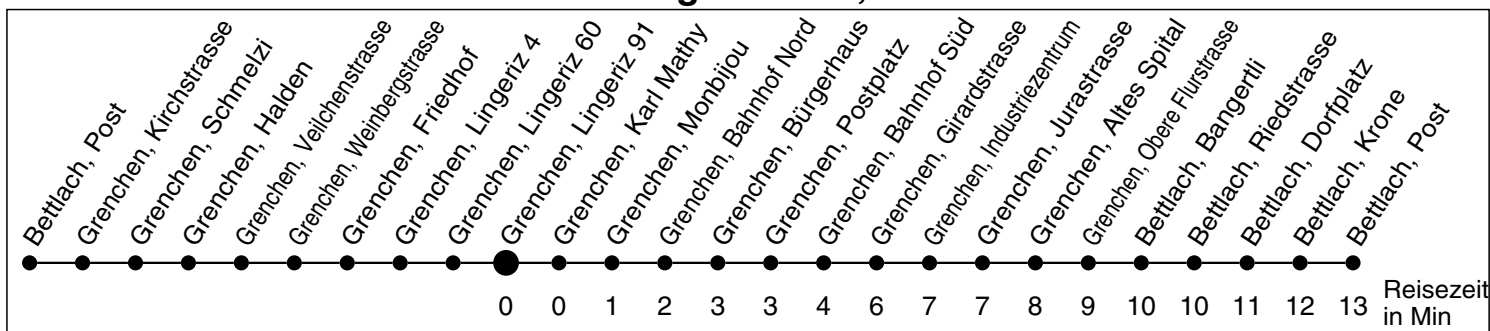 Bettlach, Post
Grenchen, Kirchstrasse
Grenchen, Schmelzi
Grenchen, Halden
Grenchen, Veilchenstrasse
Grenchen, Weinbergstrasse
Grenchen, Friedhof
Grenchen, Lingeriz 4
Grenchen, Lingeriz 60
Grenchen, Lingeriz 91
Grenchen, Karl Mathy
Grenchen, Monbijou
Grenchen, Bahnhof Nord
Grenchen, Bürgerhaus
Grenchen, Postplatz
Grenchen, Bahnhof Süd
Grenchen, Girardstrasse
Grenchen, Industriezentrum
Grenchen, Jurastrasse
Grenchen, Altes Spital
Grenchen, Obere Flurstrasse
Bettlach, Bangertli
Bettlach, Riedstrasse
Bettlach, Dorfplatz
Bettlach, Krone
Bettlach, Post
0 0 1 2 3 3 4 6 7 7 8 9 10 10 11 12 13
Reisezeit
in Min